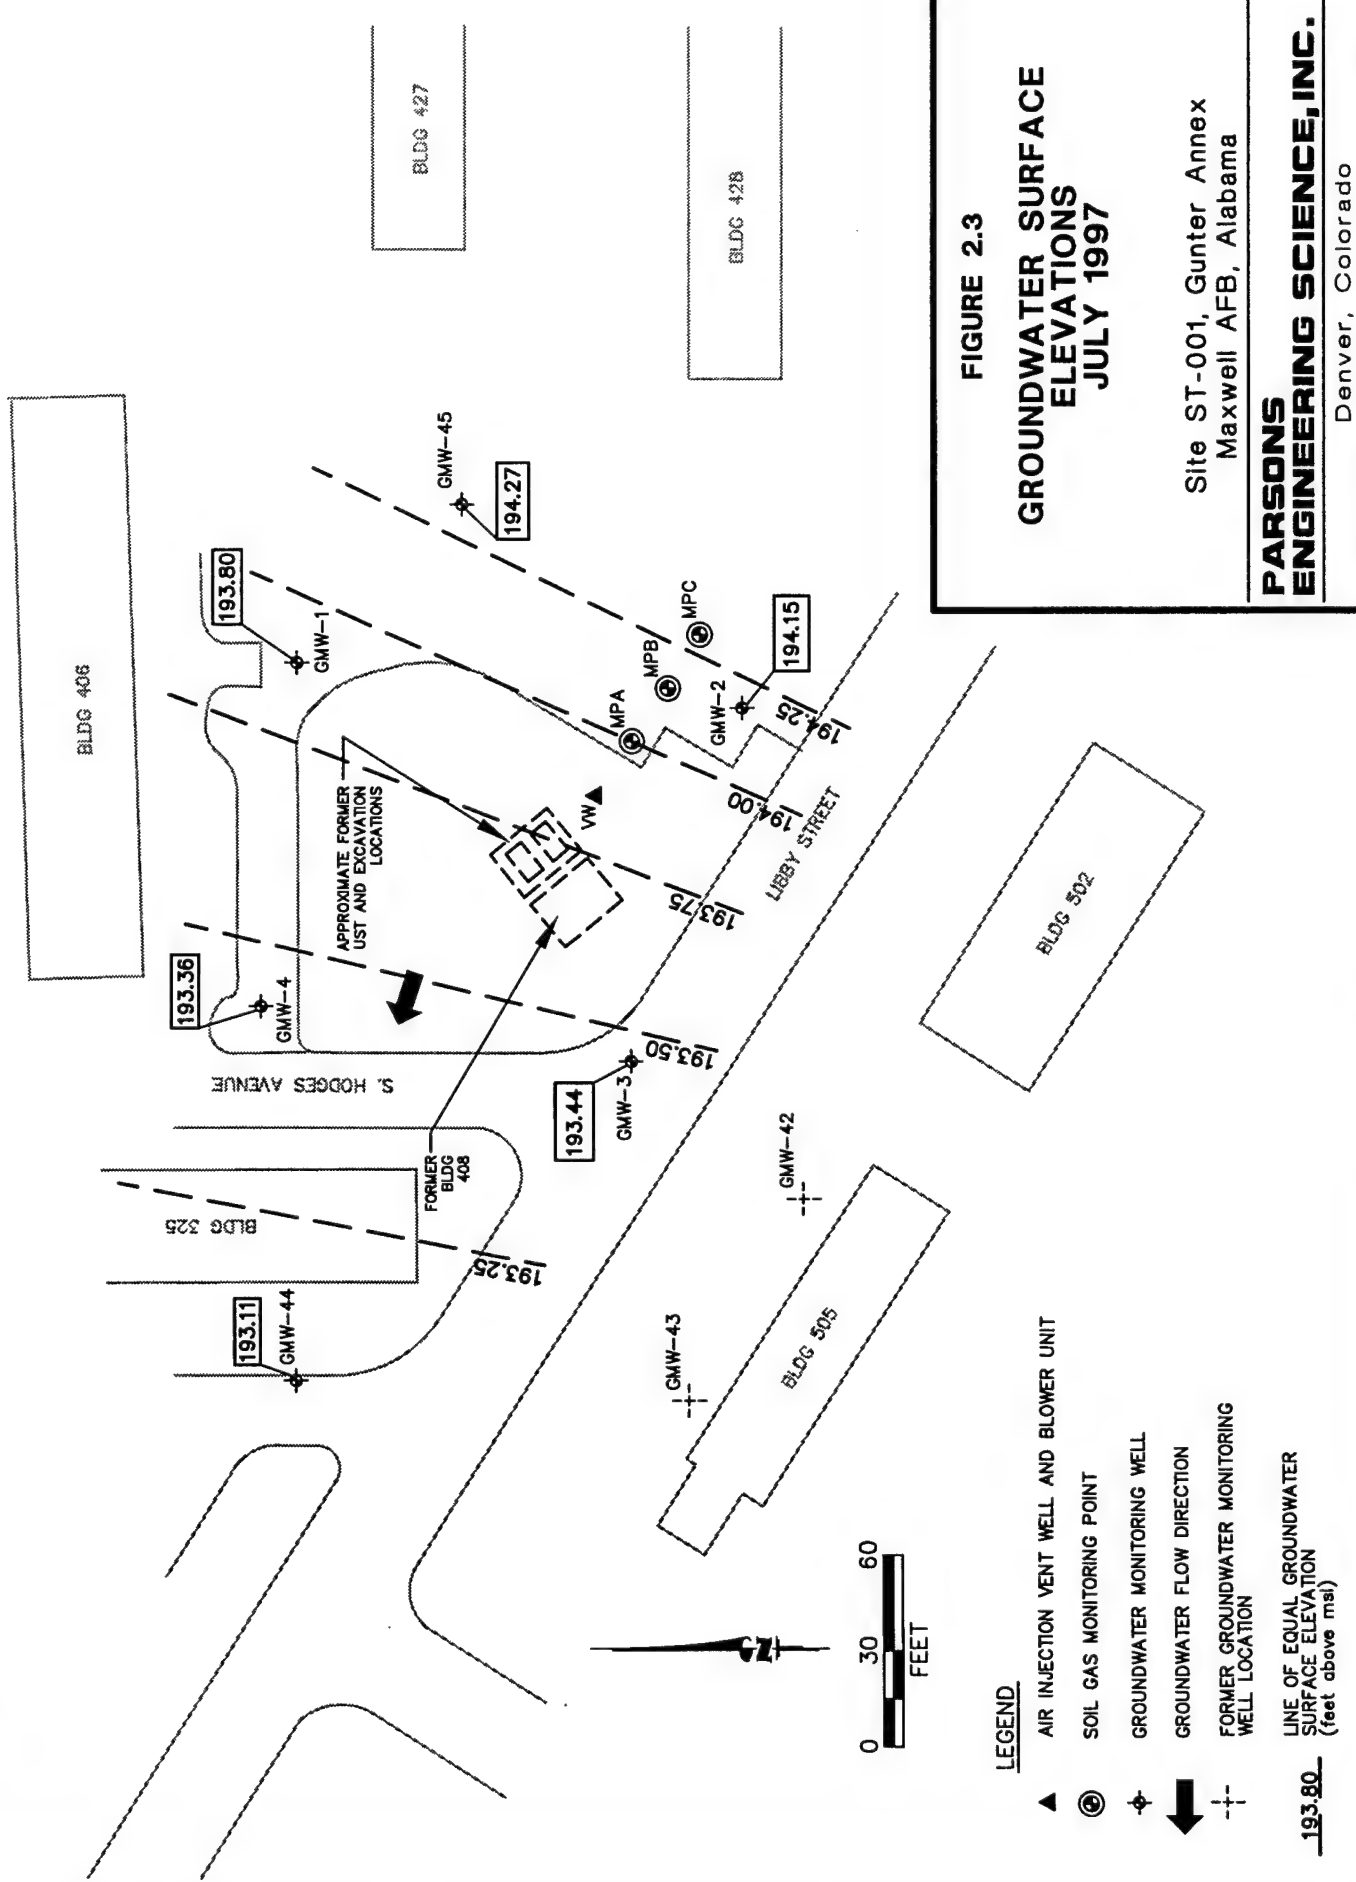 BLDG 406
BLDG 427
BLDG 428
193.80
GMW-1
GMW-45
194.27
MPA
MPB
MPC
GMW-2
194.15
194.25
194.00
193.75
193.50
193.25
APPROXIMATE FORMER
UST AND EXCAVATION
LOCATIONS
VW
193.36
GMW-4
S. HODGES AVENUE
LIBBY STREET
193.44
GMW-3
FORMER
BLDG
408
BLDG 325
193.11
GMW-44
GMW-42
GMW-43
BLDG 502
BLDG 505
N
0 30 60
FEET
LEGEND
AIR INJECTION VENT WELL AND BLOWER UNIT
SOIL GAS MONITORING POINT
GROUNDWATER MONITORING WELL
GROUNDWATER FLOW DIRECTION
FORMER GROUNDWATER MONITORING
WELL LOCATION
193.80 LINE OF EQUAL GROUNDWATER
SURFACE ELEVATION
(feet above msl)
FIGURE 2.3
GROUNDWATER SURFACE
ELEVATIONS
JULY 1997
Site ST-001, Gunter Annex
Maxwell AFB, Alabama
PARSONS
ENGINEERING SCIENCE, INC.
Denver, Colorado